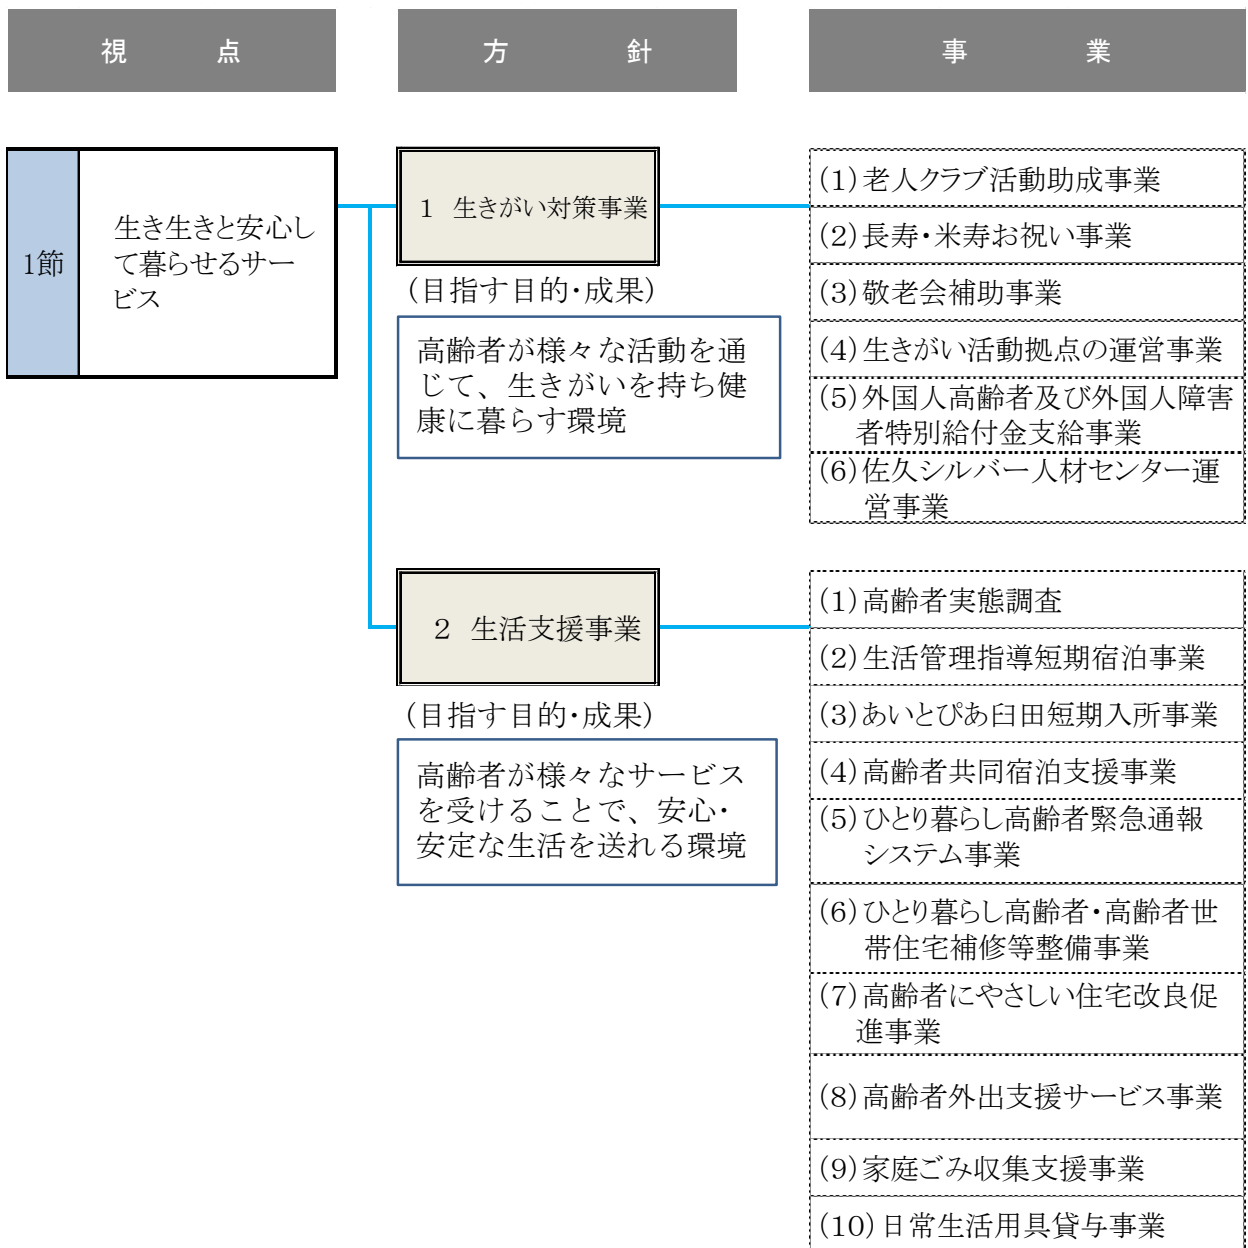 視点
方針
事業
1節
生き生きと安心し
て暮らせるサー
ビス
1 生きがい対策事業
(目指す目的・成果)
高齢者が様々な活動を通
じて、生きがいを持ち健
康に暮らす環境
(1)老人クラブ活動助成事業
(2)長寿・米寿お祝い事業
(3)敬老会補助事業
(4)生きがい活動拠点の運営事業
(5)外国人高齢者及び外国人障害
者特別給付金支給事業
(6)佐久シルバー人材センター運
営事業
2 生活支援事業
(目指す目的・成果)
高齢者が様々なサービス
を受けることで、安心・
安定な生活を送れる環境
(1)高齢者実態調査
(2)生活管理指導短期宿泊事業
(3)あいとぴあ臼田短期入所事業
(4)高齢者共同宿泊支援事業
(5)ひとり暮らし高齢者緊急通報
システム事業
(6)ひとり暮らし高齢者・高齢者世
帯住宅補修等整備事業
(7)高齢者にやさしい住宅改良促
進事業
(8)高齢者外出支援サービス事業
(9)家庭ごみ収集支援事業
(10)日常生活用具貸与事業